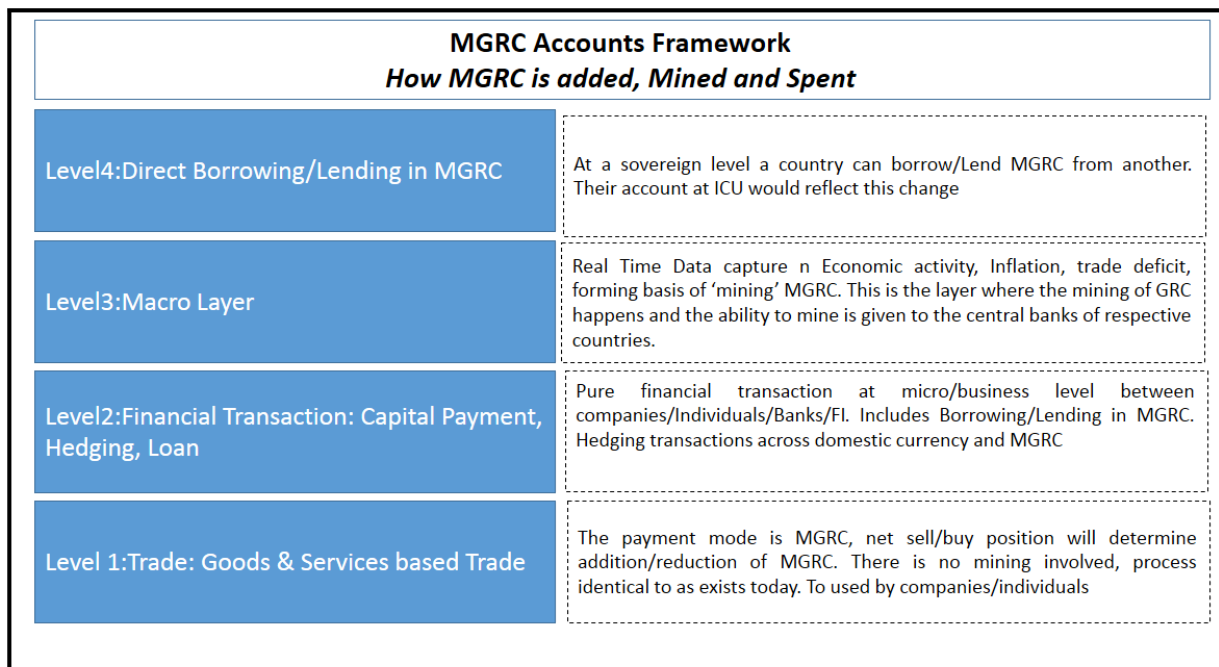 MGRC Accounts Framework
How MGRC is added, Mined and Spent
Level4:Direct Borrowing/Lending in MGRC
At a sovereign level a country can borrow/Lend MGRC from another.
Their account at ICU would reflect this change
Level3:Macro Layer
Real Time Data capture n Economic activity, Inflation, trade deficit,
forming basis of ‘mining’ MGRC. This is the layer where the mining of GRC
happens and the ability to mine is given to the central banks of respective
countries.
Level2:Financial Transaction: Capital Payment,
Hedging, Loan
Pure financial transaction at micro/business level between
companies/Individuals/Banks/FI. Includes Borrowing/Lending in MGRC.
Hedging transactions across domestic currency and MGRC
Level 1:Trade: Goods & Services based Trade
The payment mode is MGRC, net sell/buy position will determine
addition/reduction of MGRC. There is no mining involved, process
identical to as exists today. To used by companies/individuals